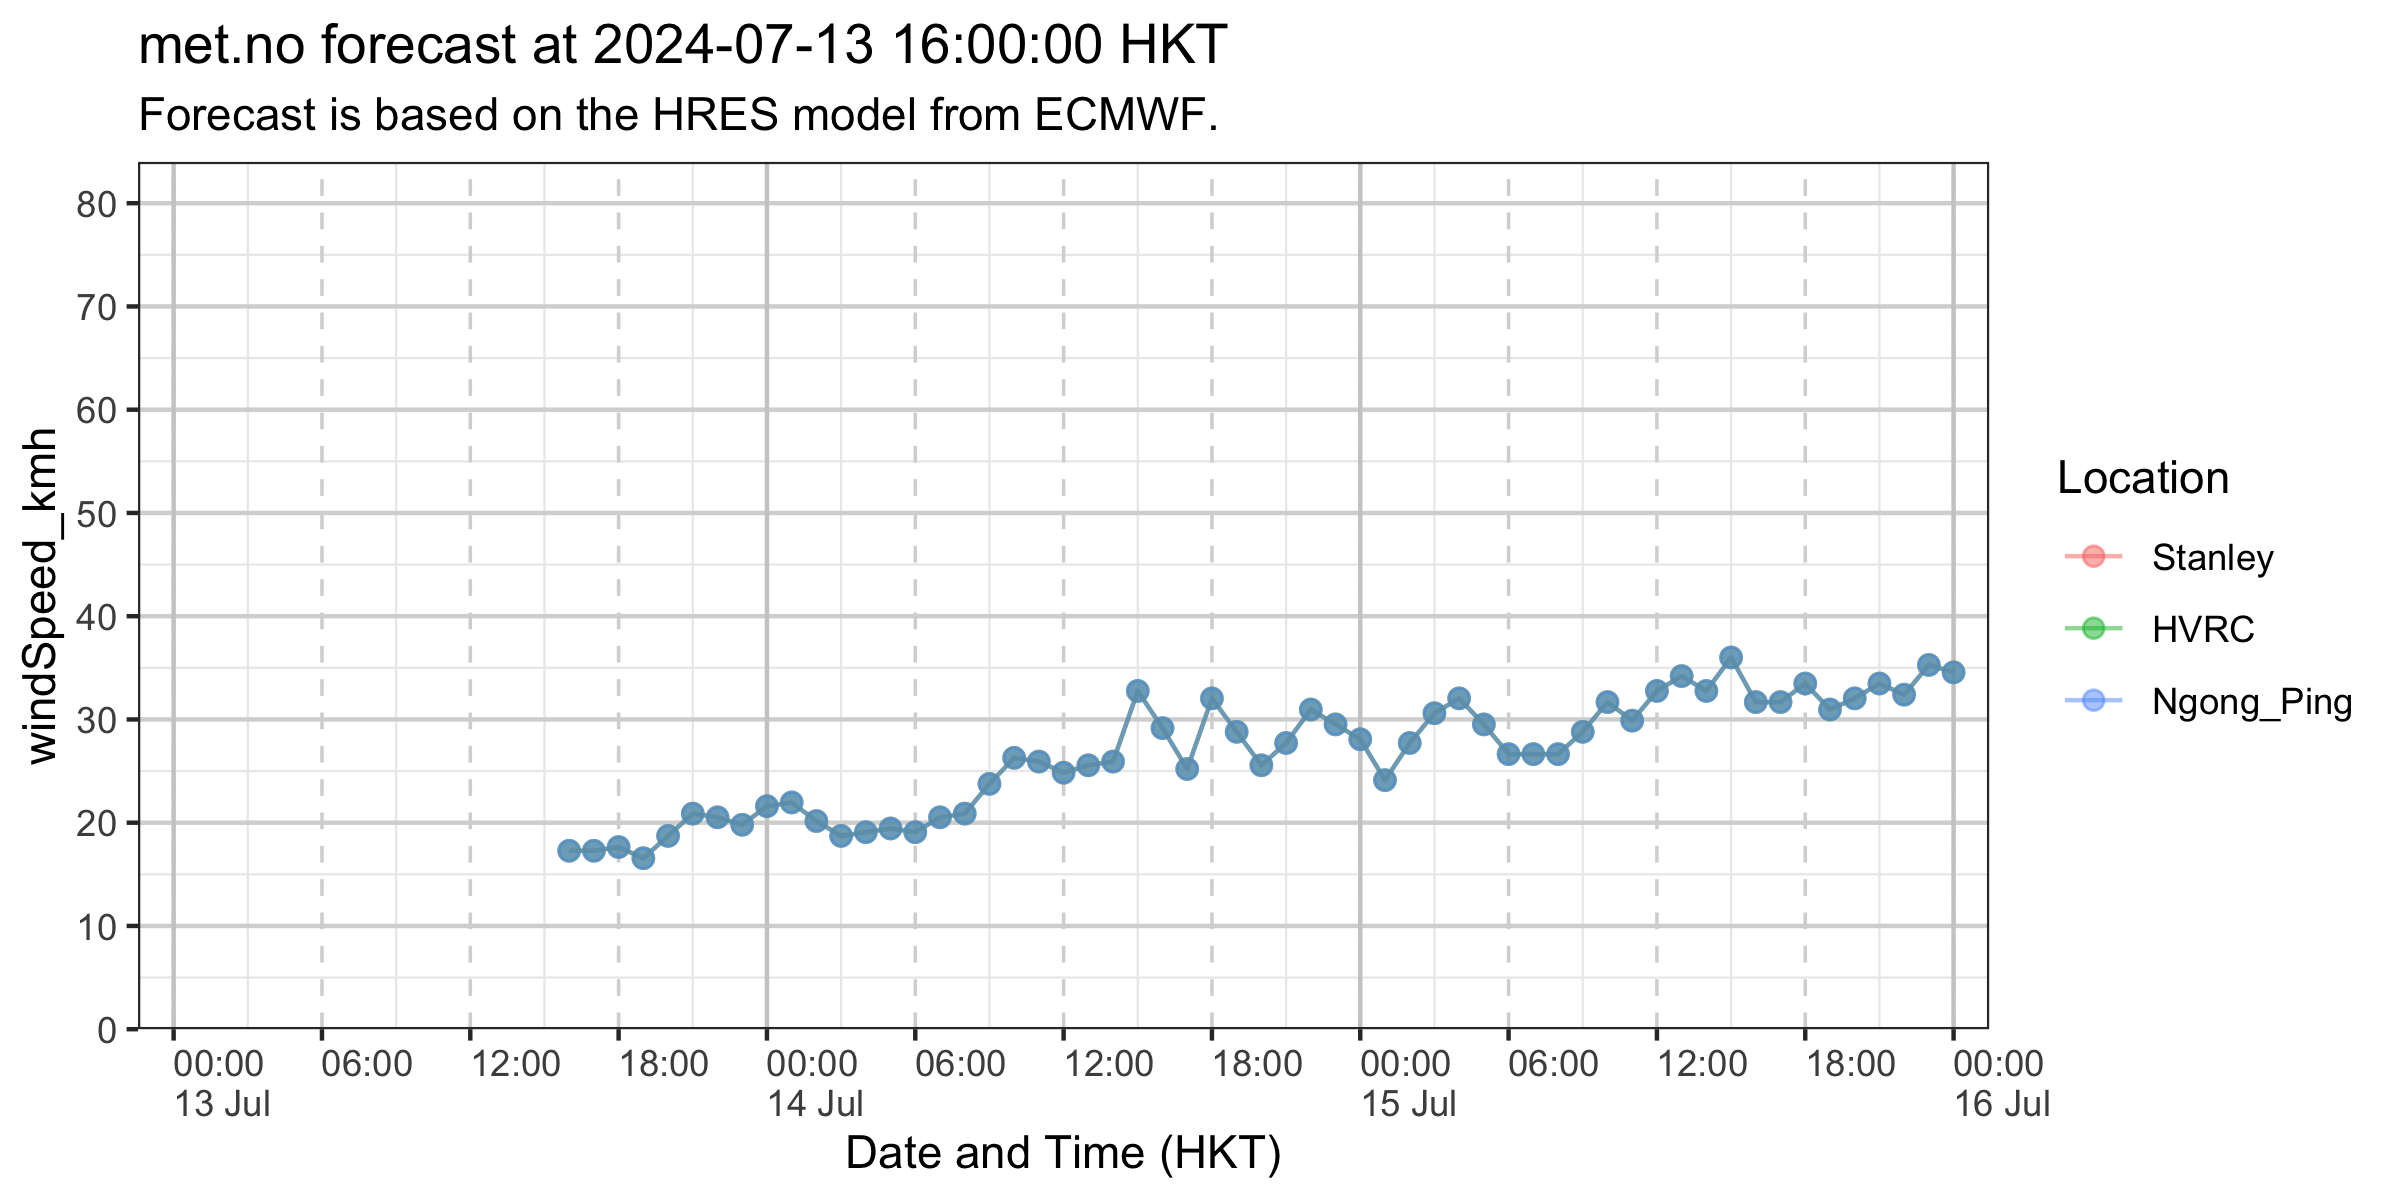 met.no forecast at 2024-07-13 16:00:00 HKT
Forecast is based on the HRES model from ECMWF.
windSpeed_kmh
80
70
60
50
40
30
20
10
0
00:00 06:00 12:00 18:00 00:00 06:00 12:00 18:00 00:00 06:00 12:00 18:00 00:00
13 Jul 14 Jul 15 Jul 16 Jul
Date and Time (HKT)
Location
Stanley
HVRC
Ngong_Ping